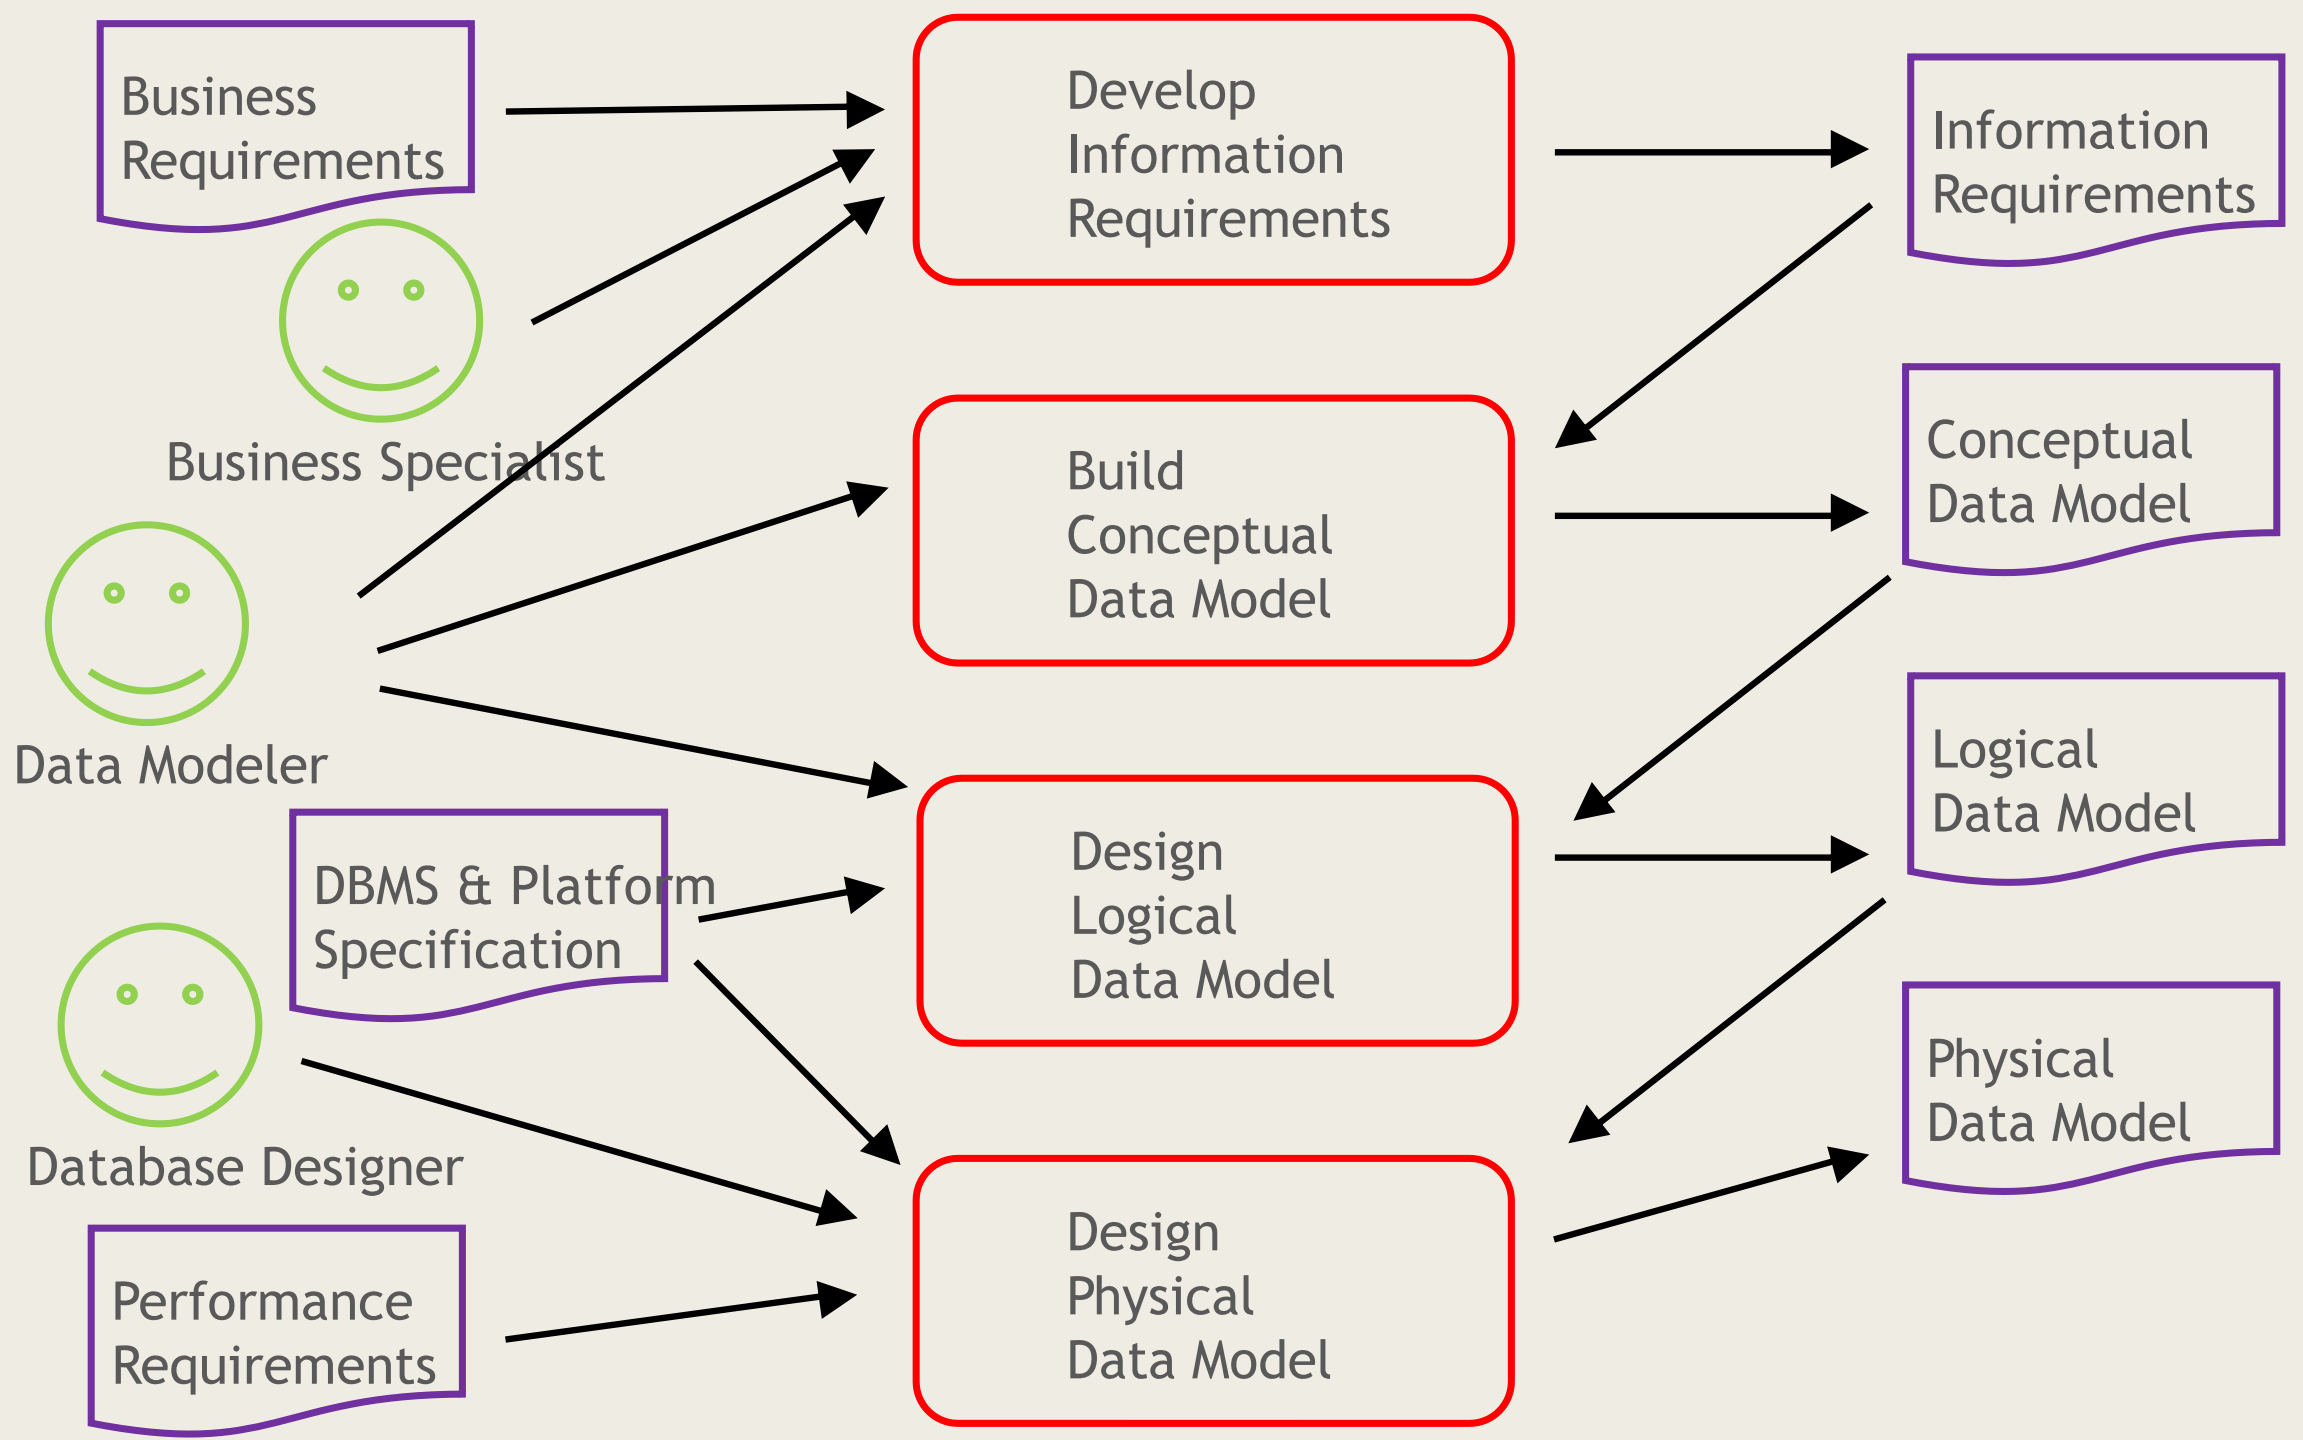 Business
Requirements
Business Specialist
Data Modeler
DBMS & Platform
Specification
Database Designer
Performance
Requirements
Develop
Information
Requirements
Build
Conceptual
Data Model
Design
Logical
Data Model
Design
Physical
Data Model
Information
Requirements
Conceptual
Data Model
Logical
Data Model
Physical
Data Model